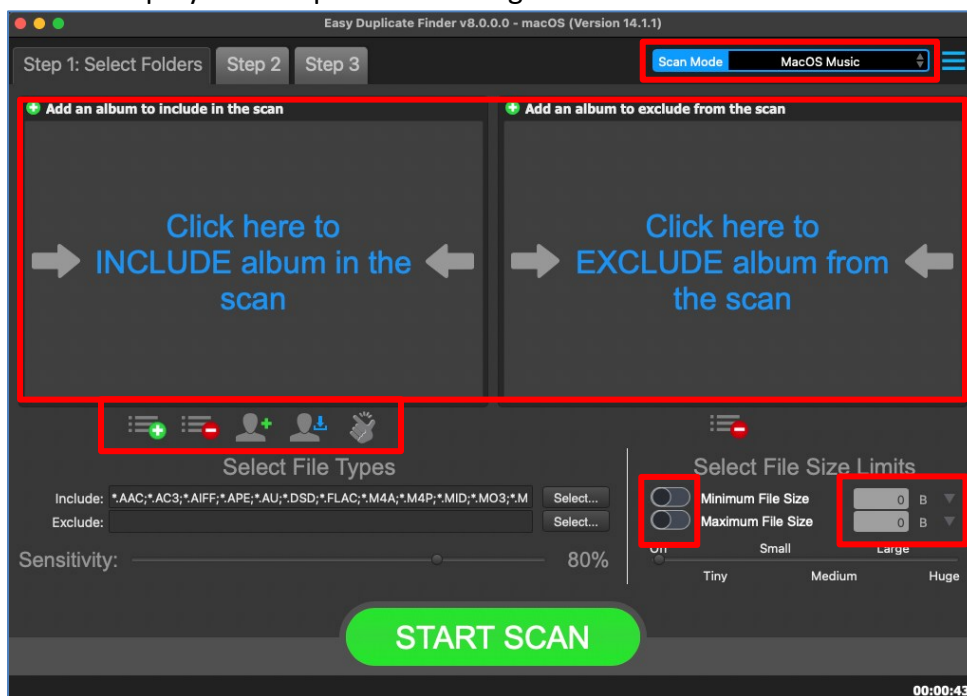 Easy Duplicate Finder v8.0.0.0 - macOS (Version 14.1.1)
Step 1: Select Folders Step 2 Step 3 Scan Mode MacOS Music
Add an album to include in the scan
Add an album to exclude from the scan
Click here to
INCLUDE album in the
scan
Click here to
EXCLUDE album from
the scan
Select File Types
Include: *.AAC;*.AC3;*.AIFF;*.APE;*.AU;*.DSD;*.FLAC;*.M4A;*.M4P;*.MID;*.MO3;*.M Select...
Exclude: Select...
Sensitivity: 80%
Select File Size Limits
Minimum File Size 0 B
Maximum File Size 0 B
Off Small Large
Tiny Medium Huge
START SCAN
00:00:43